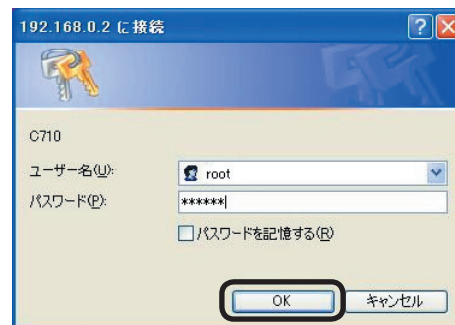 192.168.0.2 に接続
C710
ユーザー名(U):
root
パスワード(P):
******
パスワードを記憶する(R)
OK
キャンセル